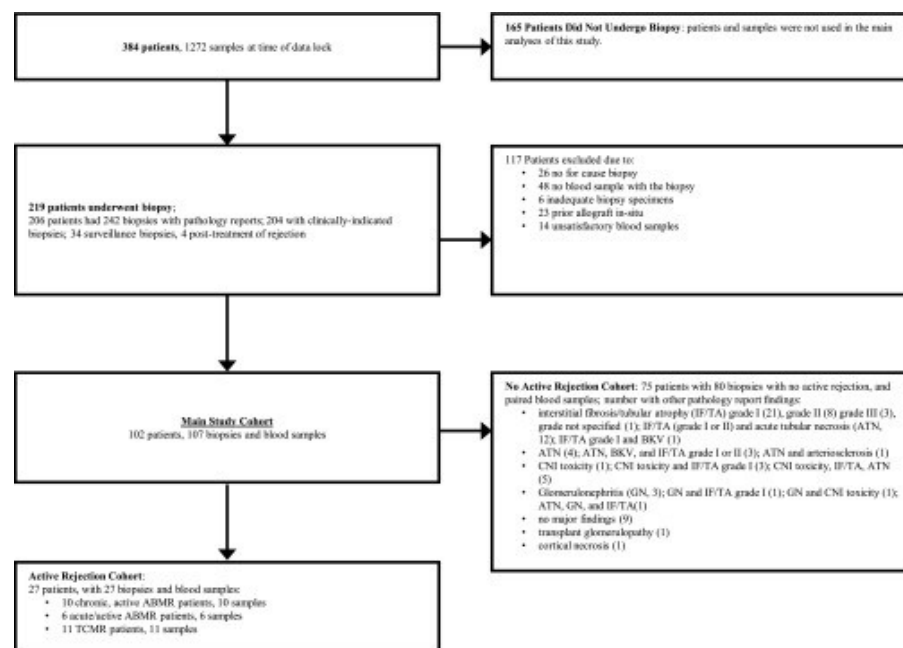 384 patients, 1272 samples at time of data lock
165 Patients Did Not Undergo Biopsy: patients and samples were not used in the main
analyses of this study.
219 patients underwent biopsy;
206 patients had 242 biopsies with pathology reports; 204 with clinically-indicated
biopsies; 34 surveillance biopsies, 4 post-treatment of rejection
117 Patients excluded due to:
• 26 no for cause biopsy
• 48 no blood sample with the biopsy
• 6 inadequate biopsy specimens
• 23 prior allograft in-situ
• 14 unsatisfactory blood samples
Main Study Cohort
102 patients, 107 biopsies and blood samples
No Active Rejection Cohort: 75 patients with 80 biopsies with no active rejection, and
paired blood samples; number with other pathology report findings:
• interstitial fibrosis/tubular atrophy (IF/TA) grade I (21), grade II (8) grade III (3),
grade not specified (1); IF/TA (grade I or II) and acute tubular necrosis (ATN,
12); IF/TA grade I and BKV (1)
• ATN (4); ATN, BKV, and IF/TA grade I or II (3); ATN and arteriosclerosis (1)
• CNI toxicity (1); CNI toxicity and IF/TA grade I (3); CNI toxicity, IF/TA, ATN
(5)
• Glomerulonephritis (GN, 3); GN and IF/TA grade I (1); GN and CNI toxicity (1);
ATN, GN, and IF/TA(1)
• no major findings (9)
• transplant glomerulopathy (1)
• cortical necrosis (1)
Active Rejection Cohort:
27 patients, with 27 biopsies and blood samples:
• 10 chronic, active ABMR patients, 10 samples
• 6 acute/active ABMR patients, 6 samples
• 11 TCMR patients, 11 samples